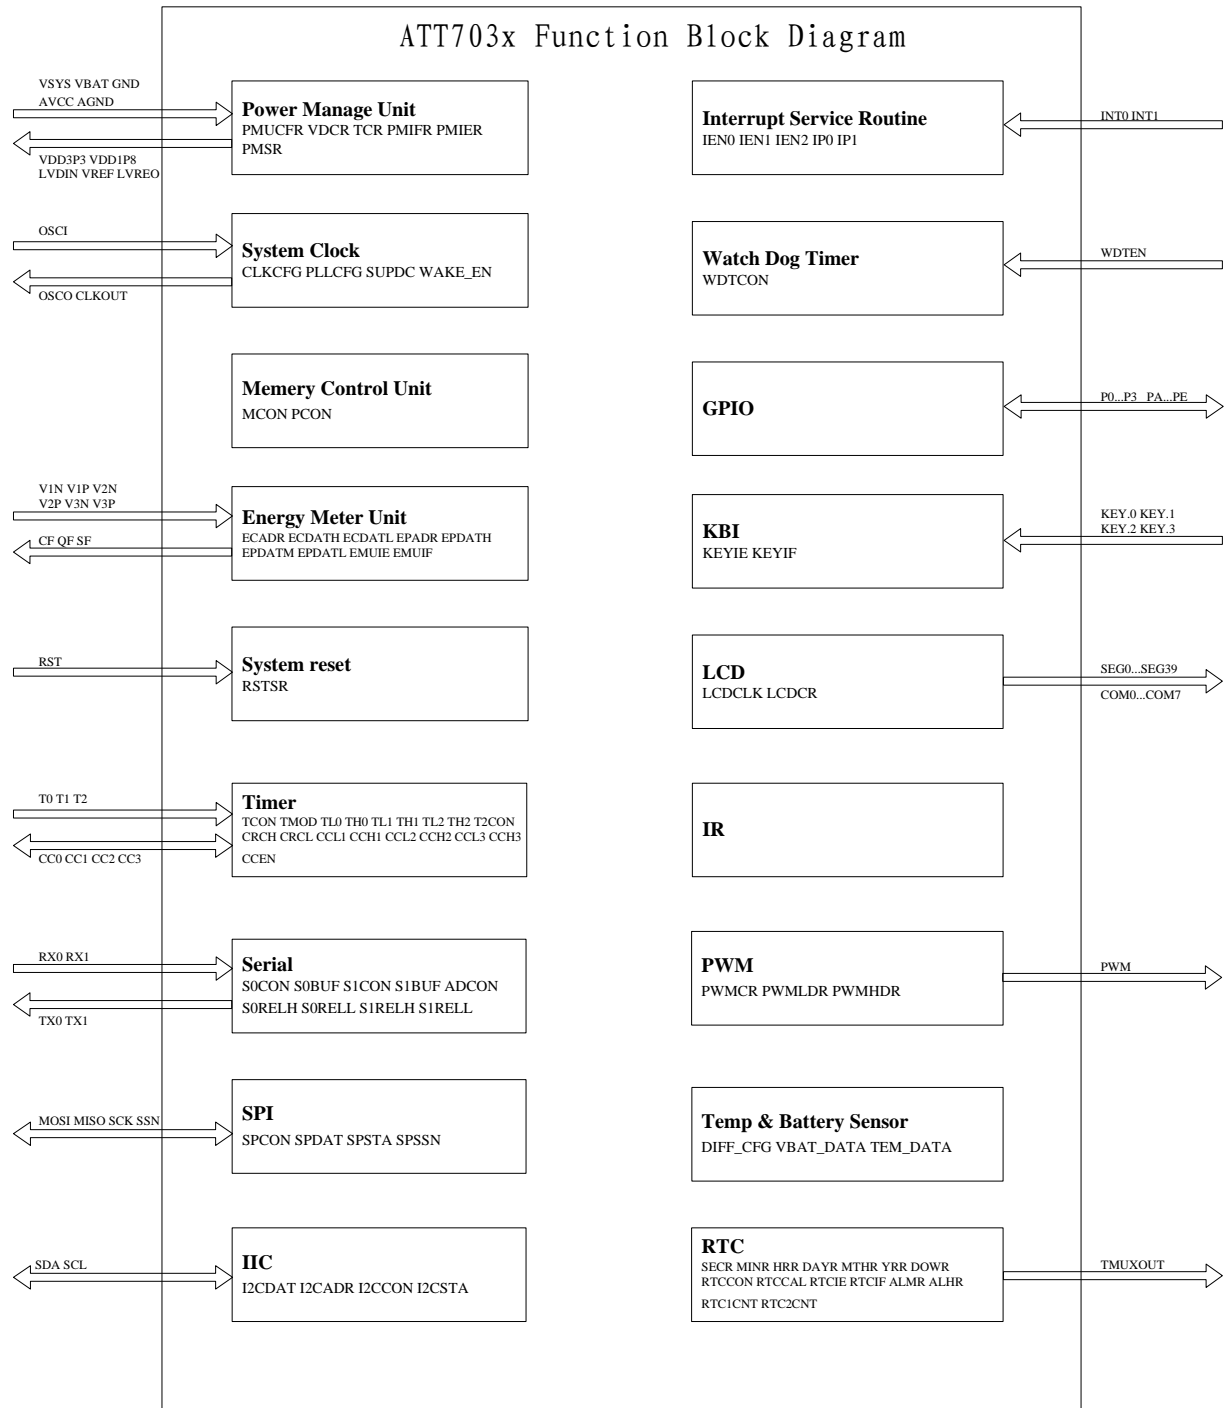 ATT703x Function Block Diagram
VSYS VBAT GND
AVCC AGND
VDD3P3 VDD1P8
LVDIN VREF LVREO
Power Manage Unit
PMUCFR VDCR TCR PMIFR PMIER
PMSR
OSCI
OSCO CLKOUT
System Clock
CLKCFG PLLCFG SUPDC WAKE_EN
Memery Control Unit
MCON PCON
V1N V1P V2N
V2P V3N V3P
CF QF SF
Energy Meter Unit
ECADR ECDATH ECDATL EPADR EPDATH
EPDATM EPDATL EMUIE EMUIF
RST
System reset
RSTSR
T0 T1 T2
CC0 CC1 CC2 CC3
Timer
TCON TMOD TL0 TH0 TL1 TH1 TL2 TH2 T2CON
CRCH CRCL CCL1 CCH1 CCL2 CCH2 CCL3 CCH3
CCEN
RX0 RX1
TX0 TX1
Serial
S0CON S0BUF S1CON S1BUF ADCON
S0RELH S0RELL S1RELH S1RELL
MOSI MISO SCK SSN
SPI
SPCON SPDAT SPSTA SPSSN
SDA SCL
IIC
I2CDAT I2CADR I2CCON I2CSTA
Interrupt Service Routine
IEN0 IEN1 IEN2 IP0 IP1
INT0 INT1
Watch Dog Timer
WDTCON
WDTEN
GPIO
P0...P3 PA...PE
KBI
KEYIE KEYIF
KEY.0 KEY.1
KEY.2 KEY.3
LCD
LCDCLK LCDCR
SEG0...SEG39
COM0...COM7
IR
PWM
PWMCR PWMLDR PWMHDR
PWM
Temp & Battery Sensor
DIFF_CFG VBAT_DATA TEM_DATA
RTC
SECR MINR HRR DAYR MTHR YRR DOWR
RTCCON RTCCAL RTCIE RTCIF ALMR ALHR
RTC1CNT RTC2CNT
TMUXOUT